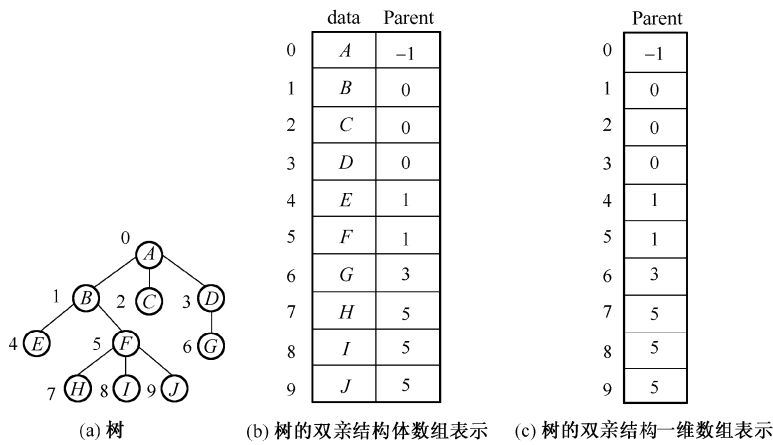 data Parent
0 A –1
1 B 0
2 C 0
3 D 0
4 E 1
5 F 1
6 G 3
7 H 5
8 I 5
9 J 5
Parent
0 –1
1 0
2 0
3 0
4 1
5 1
6 3
7 5
8 5
9 5
0 A
1 B 2 C 3 D
4 E 5 F 6 G
7 H 8 I 9 J
(a) 树
(b) 树的双亲结构体数组表示
(c) 树的双亲结构一维数组表示